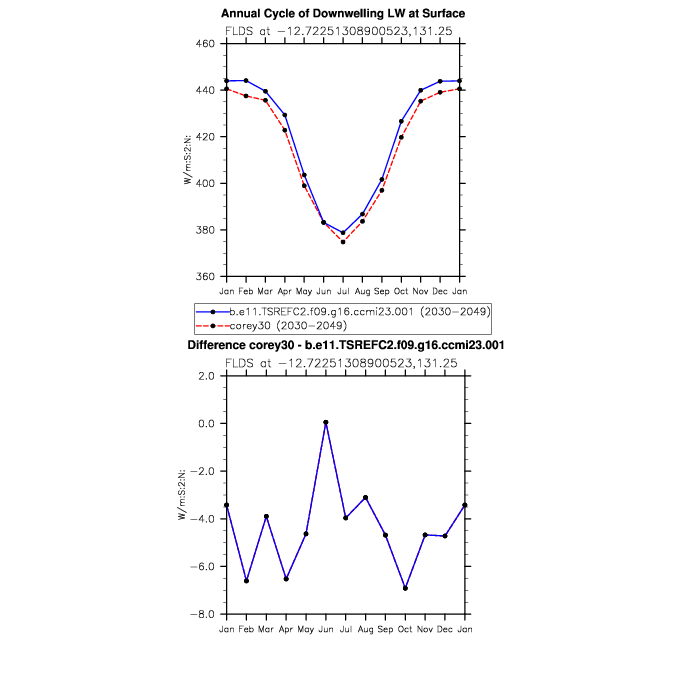 Annual Cycle of Downwelling LW at Surface
FLDS at −12.72251308900523,131.25
460
440
420
400
380
360
W/m:S:2:N:
Jan Feb Mar Apr May Jun Jul Aug Sep Oct Nov Dec Jan
b.e11.TSREFC2.f09.g16.ccmi23.001 (2030−2049)
corey30 (2030−2049)
Difference corey30 - b.e11.TSREFC2.f09.g16.ccmi23.001
FLDS at −12.72251308900523,131.25
2.0
0.0
−2.0
−4.0
−6.0
−8.0
W/m:S:2:N:
Jan Feb Mar Apr May Jun Jul Aug Sep Oct Nov Dec Jan